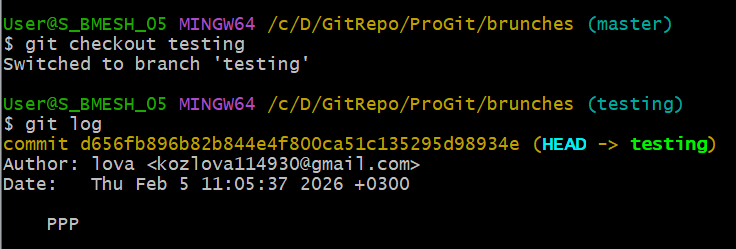 User@S_BMESH_05 MINGW64 /c/D/GitRepo/ProGit/brunches (master)
$ git checkout testing
Switched to branch 'testing'
User@S_BMESH_05 MINGW64 /c/D/GitRepo/ProGit/brunches (testing)
$ git log
commit d656fb896b82b844e4f800ca51c135295d98934e (HEAD -> testing)
Author: lova <kozlova114930@gmail.com>
Date:   Thu Feb 5 11:05:37 2026 +0300
    PPP